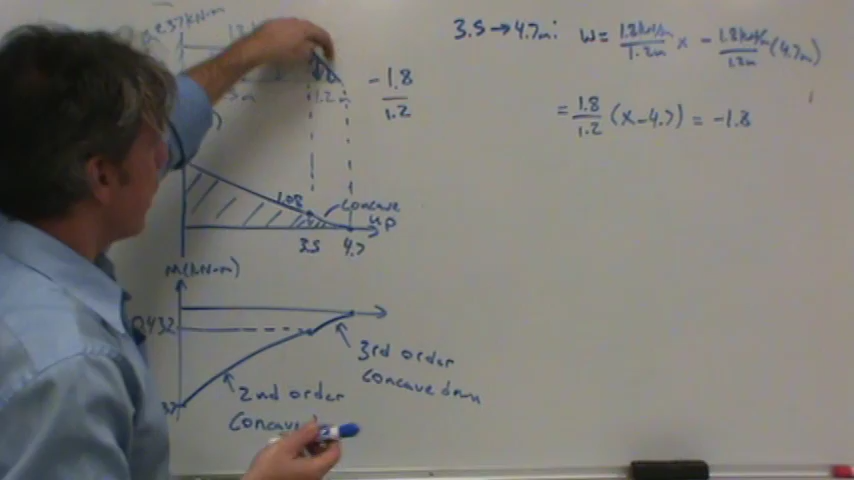 3.5→4.7m: W= 1.8kN/m/1.2m x - 1.8kN/m/1.2m (4.7m)
= 1.8/1.2 (x-4.7) = -1.8
-1.8/1.2
1.2m
1.08
concave
up
3.5 4.7
M(kN-m)
0.432
3rd order
concave down
2nd order